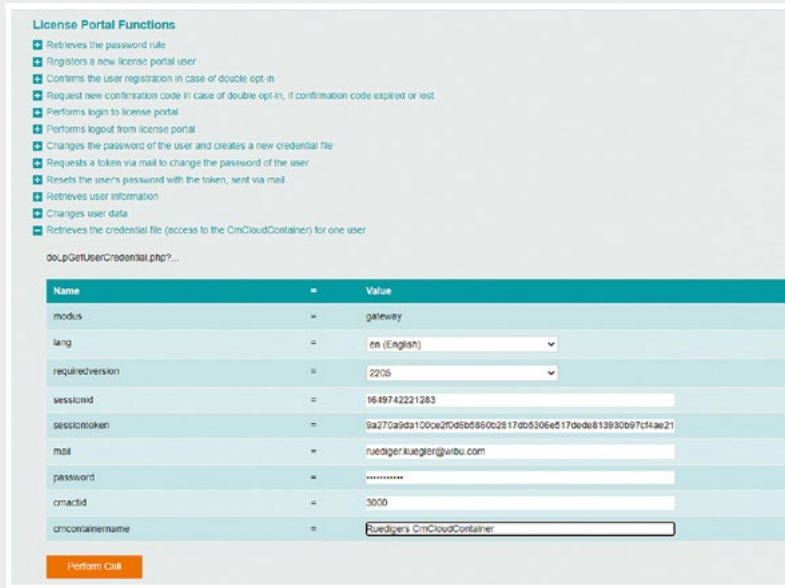 License Portal Functions
Retrieves the password rule
Registers a new license portal user
Confirms the user registration in case of double opt-in
Request new confirmation code in case of double opt-in, if confirmation code expired or lost
Performs login to license portal
Performs logout from license portal
Changes the password of the user and creates a new credential file
Requests a token via mail to change the password of the user
Resets the user's password with the token, sent via mail
Retrieves user information
Changes user data
Retrieves the credential file (access to the CmCloudContainer) for one user
doLpGetUserCredential.php?...
Name = Value
modus = gateway
lang = en (English)
requiredversion = 2205
sessionid = 1649742221283
sessiontoken =
mail = ruediger.kuegler@wibu.com
password = •••••••••••
cmactid = 3000
cmcontainername = Ruedigers CmCloudContainer
Perform Call